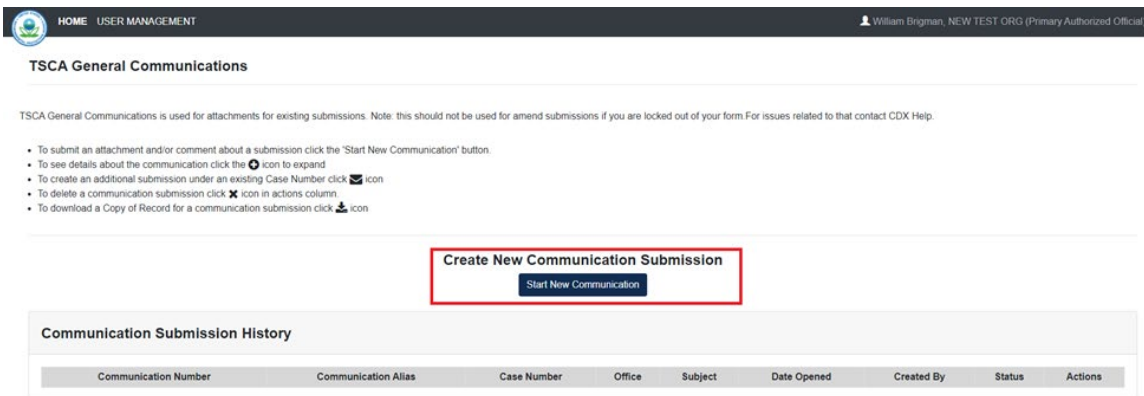 HOME USER MANAGEMENT William Brigman, NEW TEST ORG (Primary Authorized Official)
TSCA General Communications
TSCA General Communications is used for attachments for existing submissions. Note: this should not be used for amend submissions if you are locked out of your form.For issues related to that contact CDX Help.
• To submit an attachment and/or comment about a submission click the 'Start New Communication' button.
• To see details about the communication click the icon to expand
• To create an additional submission under an existing Case Number click icon
• To delete a communication submission click icon in actions column.
• To download a Copy of Record for a communication submission click icon
Create New Communication Submission
Start New Communication
Communication Submission History
Communication Number Communication Alias Case Number Office Subject Date Opened Created By Status Actions